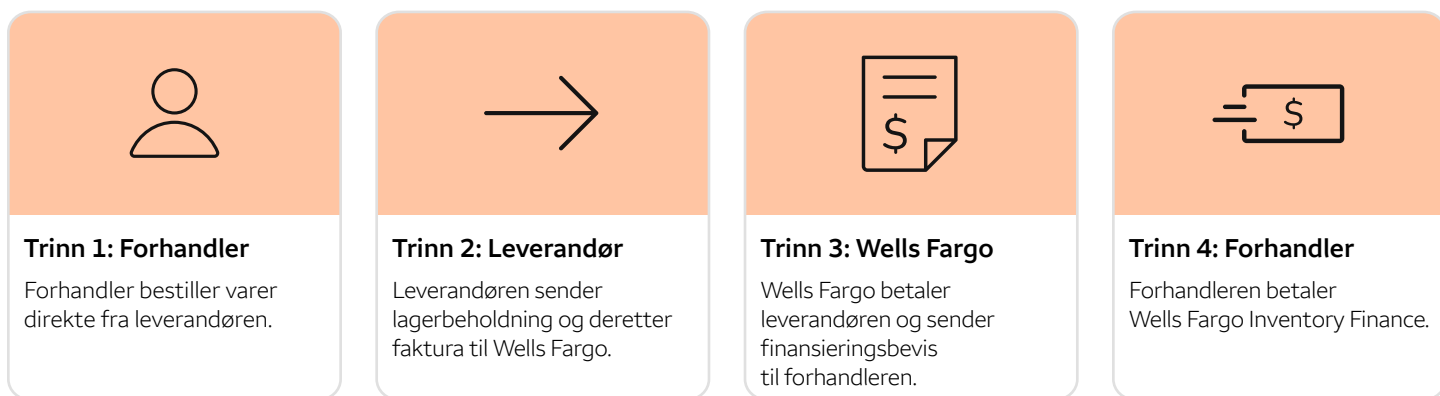 $
$
Trinn 1: Forhandler
Forhandler bestiller varer
direkte fra leverandøren.
Trinn 2: Leverandør
Leverandøren sender
lagerbeholdning og deretter
faktura til Wells Fargo.
Trinn 3: Wells Fargo
Wells Fargo betaler
leverandøren og sender
finansieringsbevis
til forhandleren.
Trinn 4: Forhandler
Forhandleren betaler
Wells Fargo Inventory Finance.